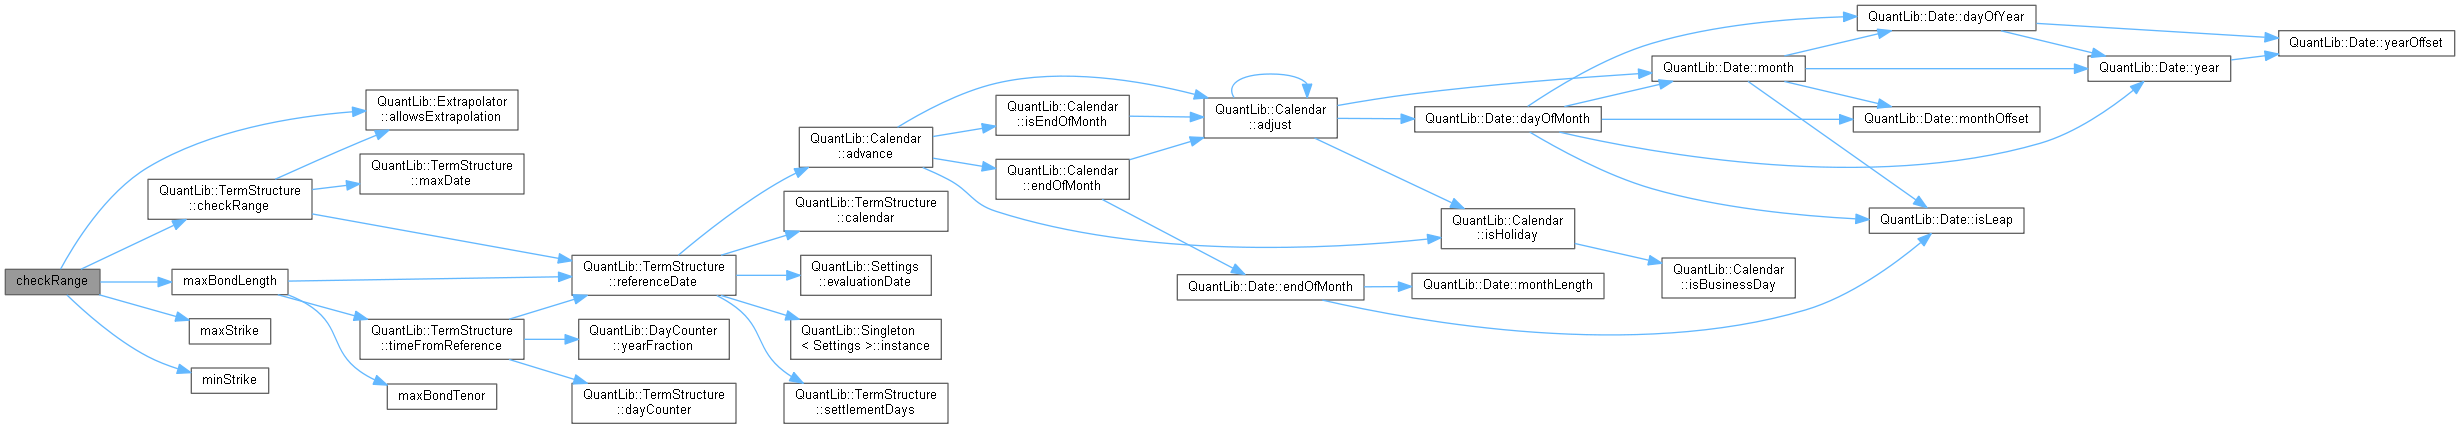 checkRange
QuantLib::Extrapolator
::allowsExtrapolation
QuantLib::TermStructure
::maxDate
QuantLib::TermStructure
::checkRange
maxBondLength
maxStrike
minStrike
QuantLib::TermStructure
::timeFromReference
maxBondTenor
QuantLib::TermStructure
::referenceDate
QuantLib::DayCounter
::yearFraction
QuantLib::TermStructure
::dayCounter
QuantLib::Calendar
::advance
QuantLib::TermStructure
::calendar
QuantLib::Settings
::evaluationDate
QuantLib::Singleton
< Settings >::instance
QuantLib::TermStructure
::settlementDays
QuantLib::Calendar
::isEndOfMonth
QuantLib::Calendar
::endOfMonth
QuantLib::Calendar
::adjust
QuantLib::Date::endOfMonth
QuantLib::Date::dayOfMonth
QuantLib::Calendar
::isHoliday
QuantLib::Date::monthLength
QuantLib::Date::month
QuantLib::Calendar
::isBusinessDay
QuantLib::Date::dayOfYear
QuantLib::Date::monthOffset
QuantLib::Date::isLeap
QuantLib::Date::year
QuantLib::Date::yearOffset